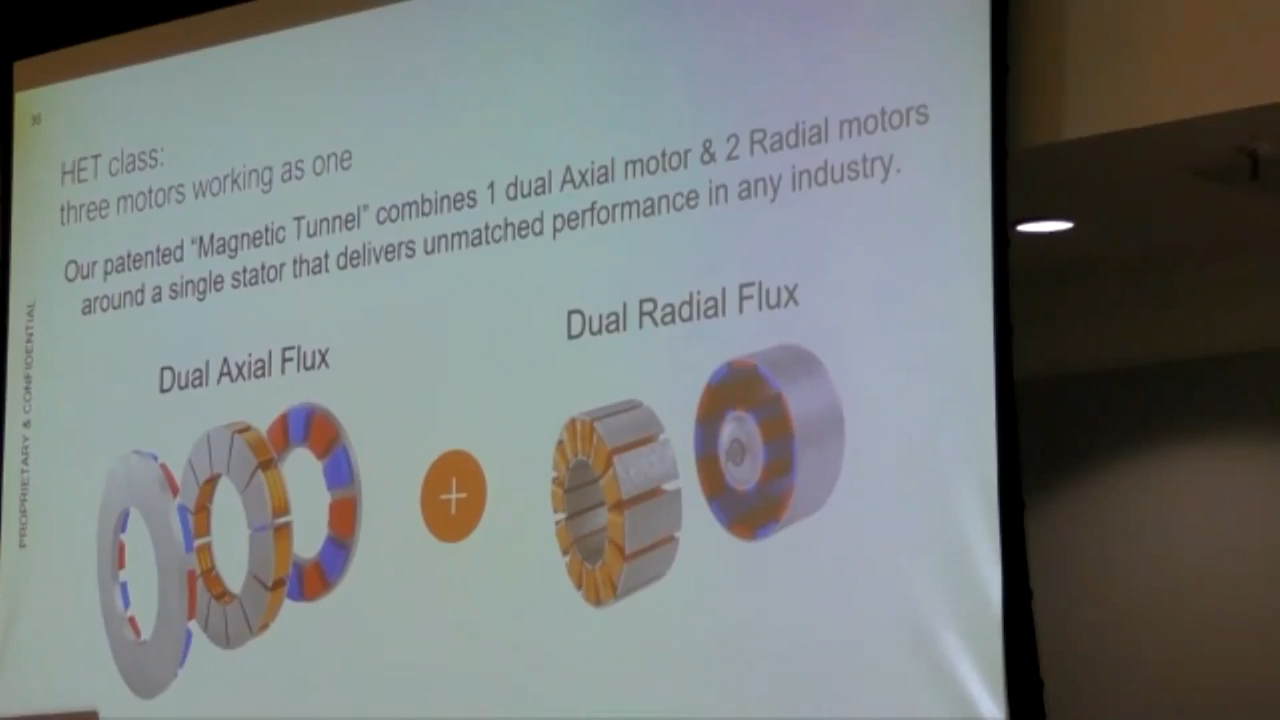 36
HET class:
three motors working as one
Our patented “Magnetic Tunnel” combines 1 dual Axial motor & 2 Radial motors
around a single stator that delivers unmatched performance in any industry.
Dual Axial Flux
Dual Radial Flux
+
PROPRIETARY & CONFIDENTIAL